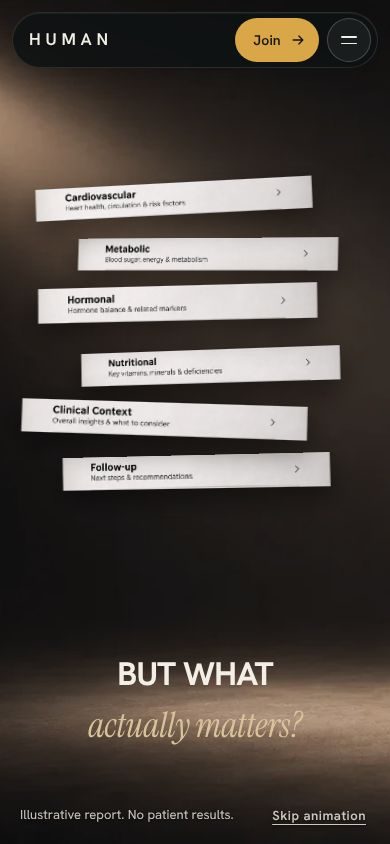 HUMAN
Join →
Cardiovascular
Heart health, circulation & risk factors
Metabolic
Blood sugar, energy & metabolism
Hormonal
Hormone balance & related markers
Nutritional
Key vitamins, minerals & deficiencies
Clinical Context
Overall insights & what to consider
Follow-up
Next steps & recommendations
BUT WHAT
actually matters?
Illustrative report. No patient results.
Skip animation